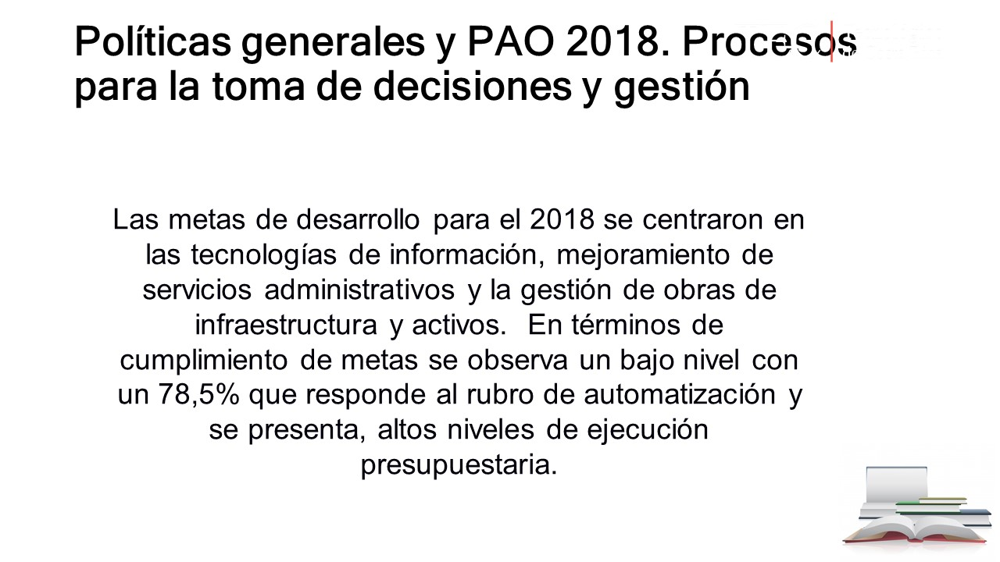 Políticas generales y PAO 2018. Procesos
para la toma de decisiones y gestión
Las metas de desarrollo para el 2018 se centraron en
las tecnologías de información, mejoramiento de
servicios administrativos y la gestión de obras de
infraestructura y activos. En términos de
cumplimiento de metas se observa un bajo nivel con
un 78,5% que responde al rubro de automatización y
se presenta, altos niveles de ejecución
presupuestaria.